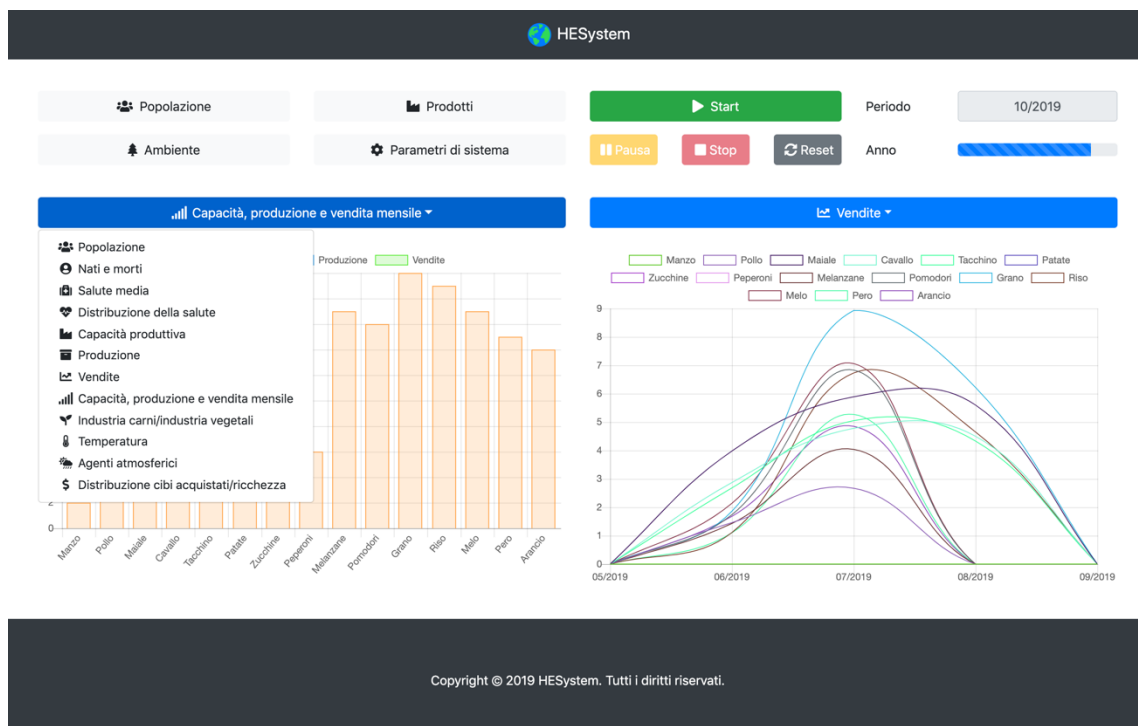 HESystem
Popolazione
Prodotti
Start
Periodo
10/2019
Ambiente
Parametri di sistema
Pausa
Stop
Reset
Anno
Capacità, produzione e vendita mensile
Vendite
Popolazione
Nati e morti
Salute media
Distribuzione della salute
Capacità produttiva
Produzione
Vendite
Capacità, produzione e vendita mensile
Industria carni/industria vegetali
Temperatura
Agenti atmosferici
Distribuzione cibi acquistati/ricchezza
Produzione Vendite
2
0
Manzo Pollo Maiale Cavallo Tacchino Patate Zucchine Peperoni Melanzane Pomodori Grano Riso Melo Pero Arancio
Manzo Pollo Maiale Cavallo Tacchino Patate
Zucchine Peperoni Melanzane Pomodori Grano Riso
Melo Pero Arancio
9
8
7
6
5
4
3
2
1
0
05/2019 06/2019 07/2019 08/2019 09/2019
Copyright © 2019 HESystem. Tutti i diritti riservati.